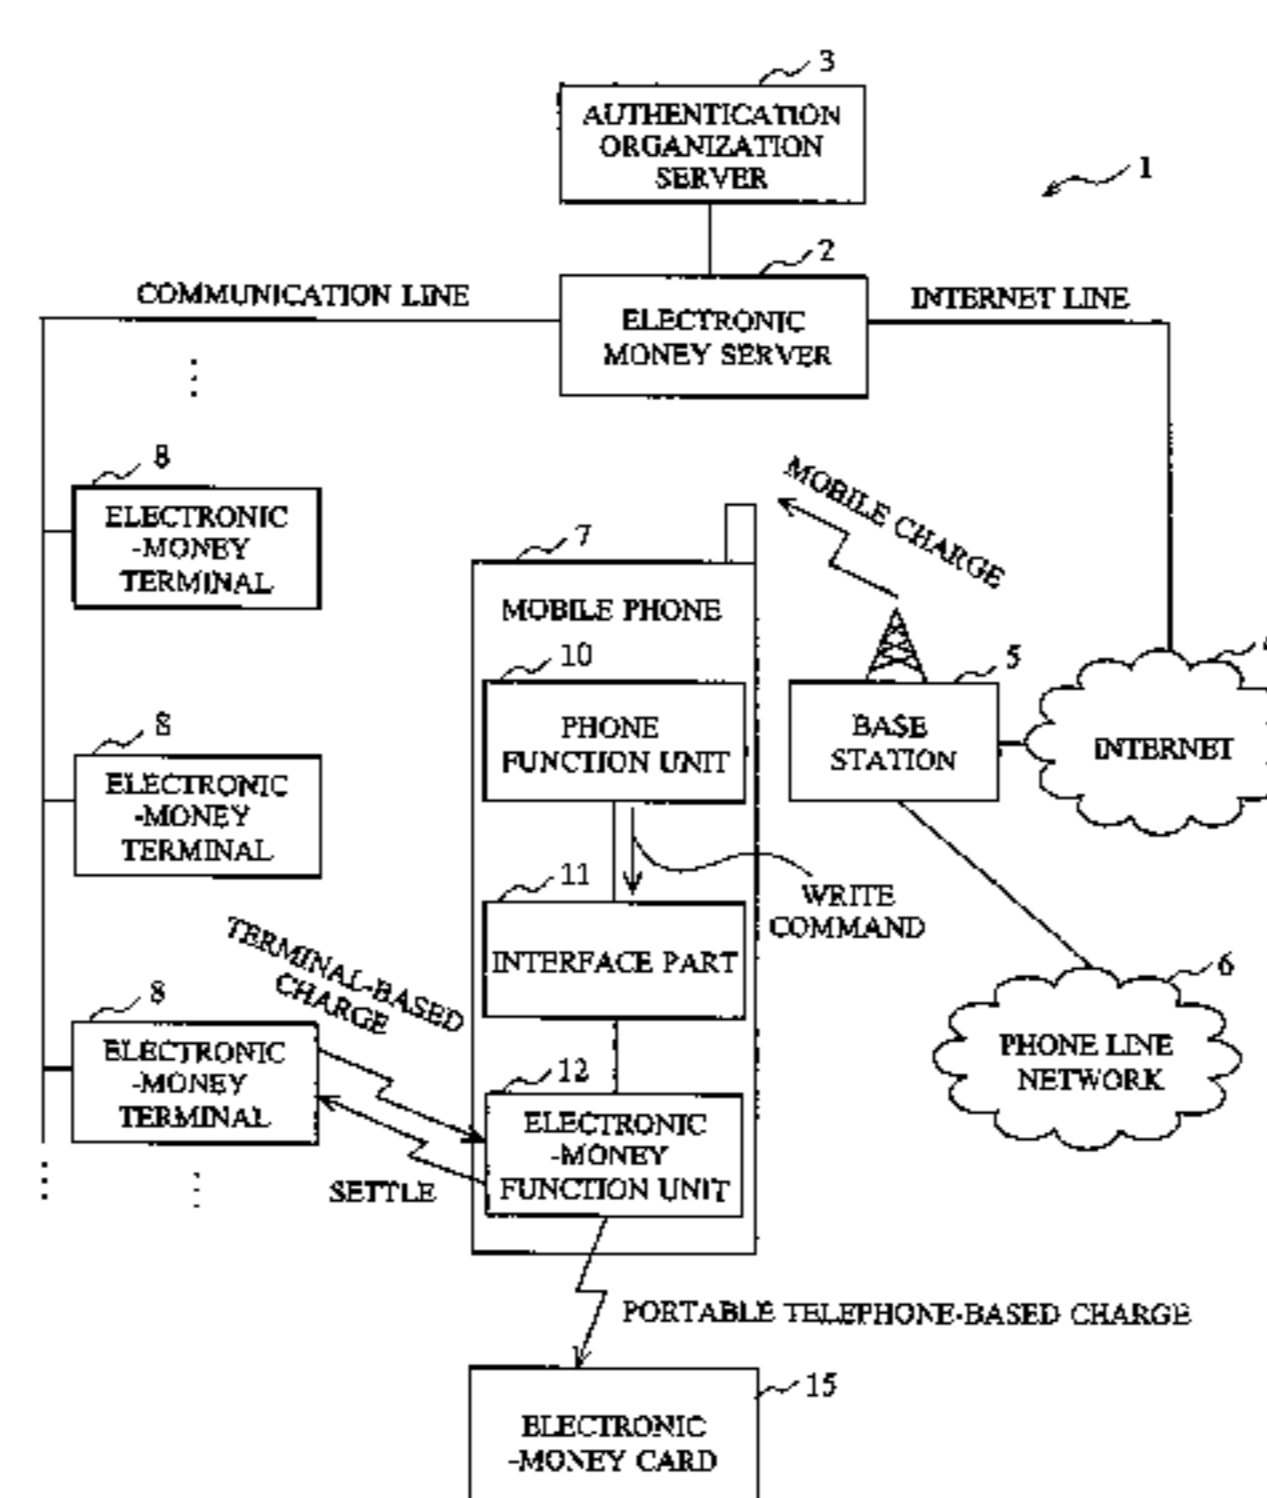 3
AUTHENTICATION
ORGANIZATION
SERVER
1
2
COMMUNICATION LINE
INTERNET LINE
ELECTRONIC
MONEY SERVER
8
ELECTRONIC
-MONEY
TERMINAL
MOBILE CHARGE
7
MOBILE PHONE
10
PHONE
FUNCTION UNIT
5
BASE
STATION
4
INTERNET
8
ELECTRONIC
-MONEY
TERMINAL
11
WRITE
COMMAND
INTERFACE PART
TERMINAL-BASED
CHARGE
6
PHONE LINE
NETWORK
8
ELECTRONIC
-MONEY
TERMINAL
12
ELECTRONIC
-MONEY
FUNCTION UNIT
SETTLE
PORTABLE TELEPHONE-BASED CHARGE
15
ELECTRONIC
-MONEY CARD